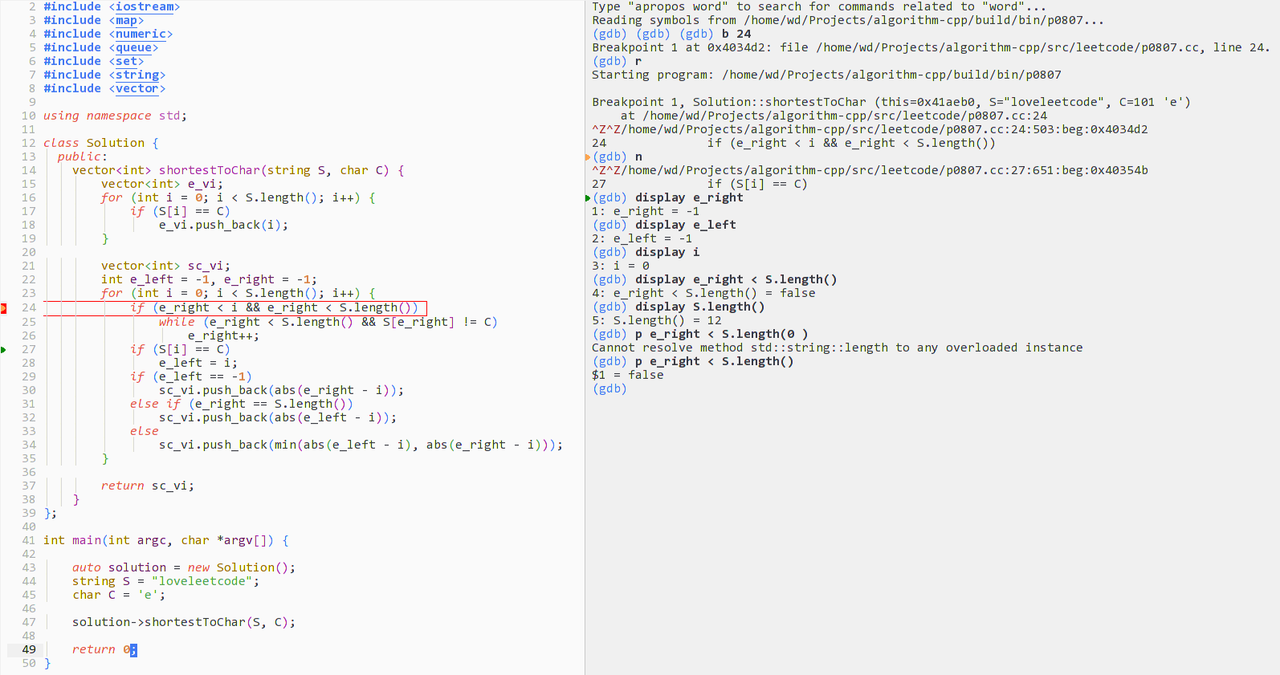 2 #include <iostream>
3 #include <map>
4 #include <numeric>
5 #include <queue>
6 #include <set>
7 #include <string>
8 #include <vector>
9
10 using namespace std;
11
12 class Solution {
13   public:
14     vector<int> shortestToChar(string S, char C) {
15         vector<int> e_vi;
16         for (int i = 0; i < S.length(); i++) {
17             if (S[i] == C)
18                 e_vi.push_back(i);
19         }
20
21         vector<int> sc_vi;
22         int e_left = -1, e_right = -1;
23         for (int i = 0; i < S.length(); i++) {
24             if (e_right < i && e_right < S.length())
25                 while (e_right < S.length() && S[e_right] != C)
26                     e_right++;
27             if (S[i] == C)
28                 e_left = i;
29             if (e_left == -1)
30                 sc_vi.push_back(abs(e_right - i));
31             else if (e_right == S.length())
32                 sc_vi.push_back(abs(e_left - i));
33             else
34                 sc_vi.push_back(min(abs(e_left - i), abs(e_right - i)));
35         }
36
37         return sc_vi;
38     }
39 };
40
41 int main(int argc, char *argv[]) {
42
43     auto solution = new Solution();
44     string S = "loveleetcode";
45     char C = 'e';
46
47     solution->shortestToChar(S, C);
48
49     return 0;
50 }
Type "apropos word" to search for commands related to "word"...
Reading symbols from /home/wd/Projects/algorithm-cpp/build/bin/p0807...
(gdb) (gdb) (gdb) b 24
Breakpoint 1 at 0x4034d2: file /home/wd/Projects/algorithm-cpp/src/leetcode/p0807.cc, line 24.
(gdb) r
Starting program: /home/wd/Projects/algorithm-cpp/build/bin/p0807

Breakpoint 1, Solution::shortestToChar (this=0x41aeb0, S="loveleetcode", C=101 'e')
    at /home/wd/Projects/algorithm-cpp/src/leetcode/p0807.cc:24
^Z^Z/home/wd/Projects/algorithm-cpp/src/leetcode/p0807.cc:24:503:beg:0x4034d2
24              if (e_right < i && e_right < S.length())
(gdb) n
^Z^Z/home/wd/Projects/algorithm-cpp/src/leetcode/p0807.cc:27:651:beg:0x40354b
27              if (S[i] == C)
(gdb) display e_right
1: e_right = -1
(gdb) display e_left
2: e_left = -1
(gdb) display i
3: i = 0
(gdb) display e_right < S.length()
4: e_right < S.length() = false
(gdb) display S.length()
5: S.length() = 12
(gdb) p e_right < S.length(0 )
Cannot resolve method std::string::length to any overloaded instance
(gdb) p e_right < S.length()
$1 = false
(gdb)